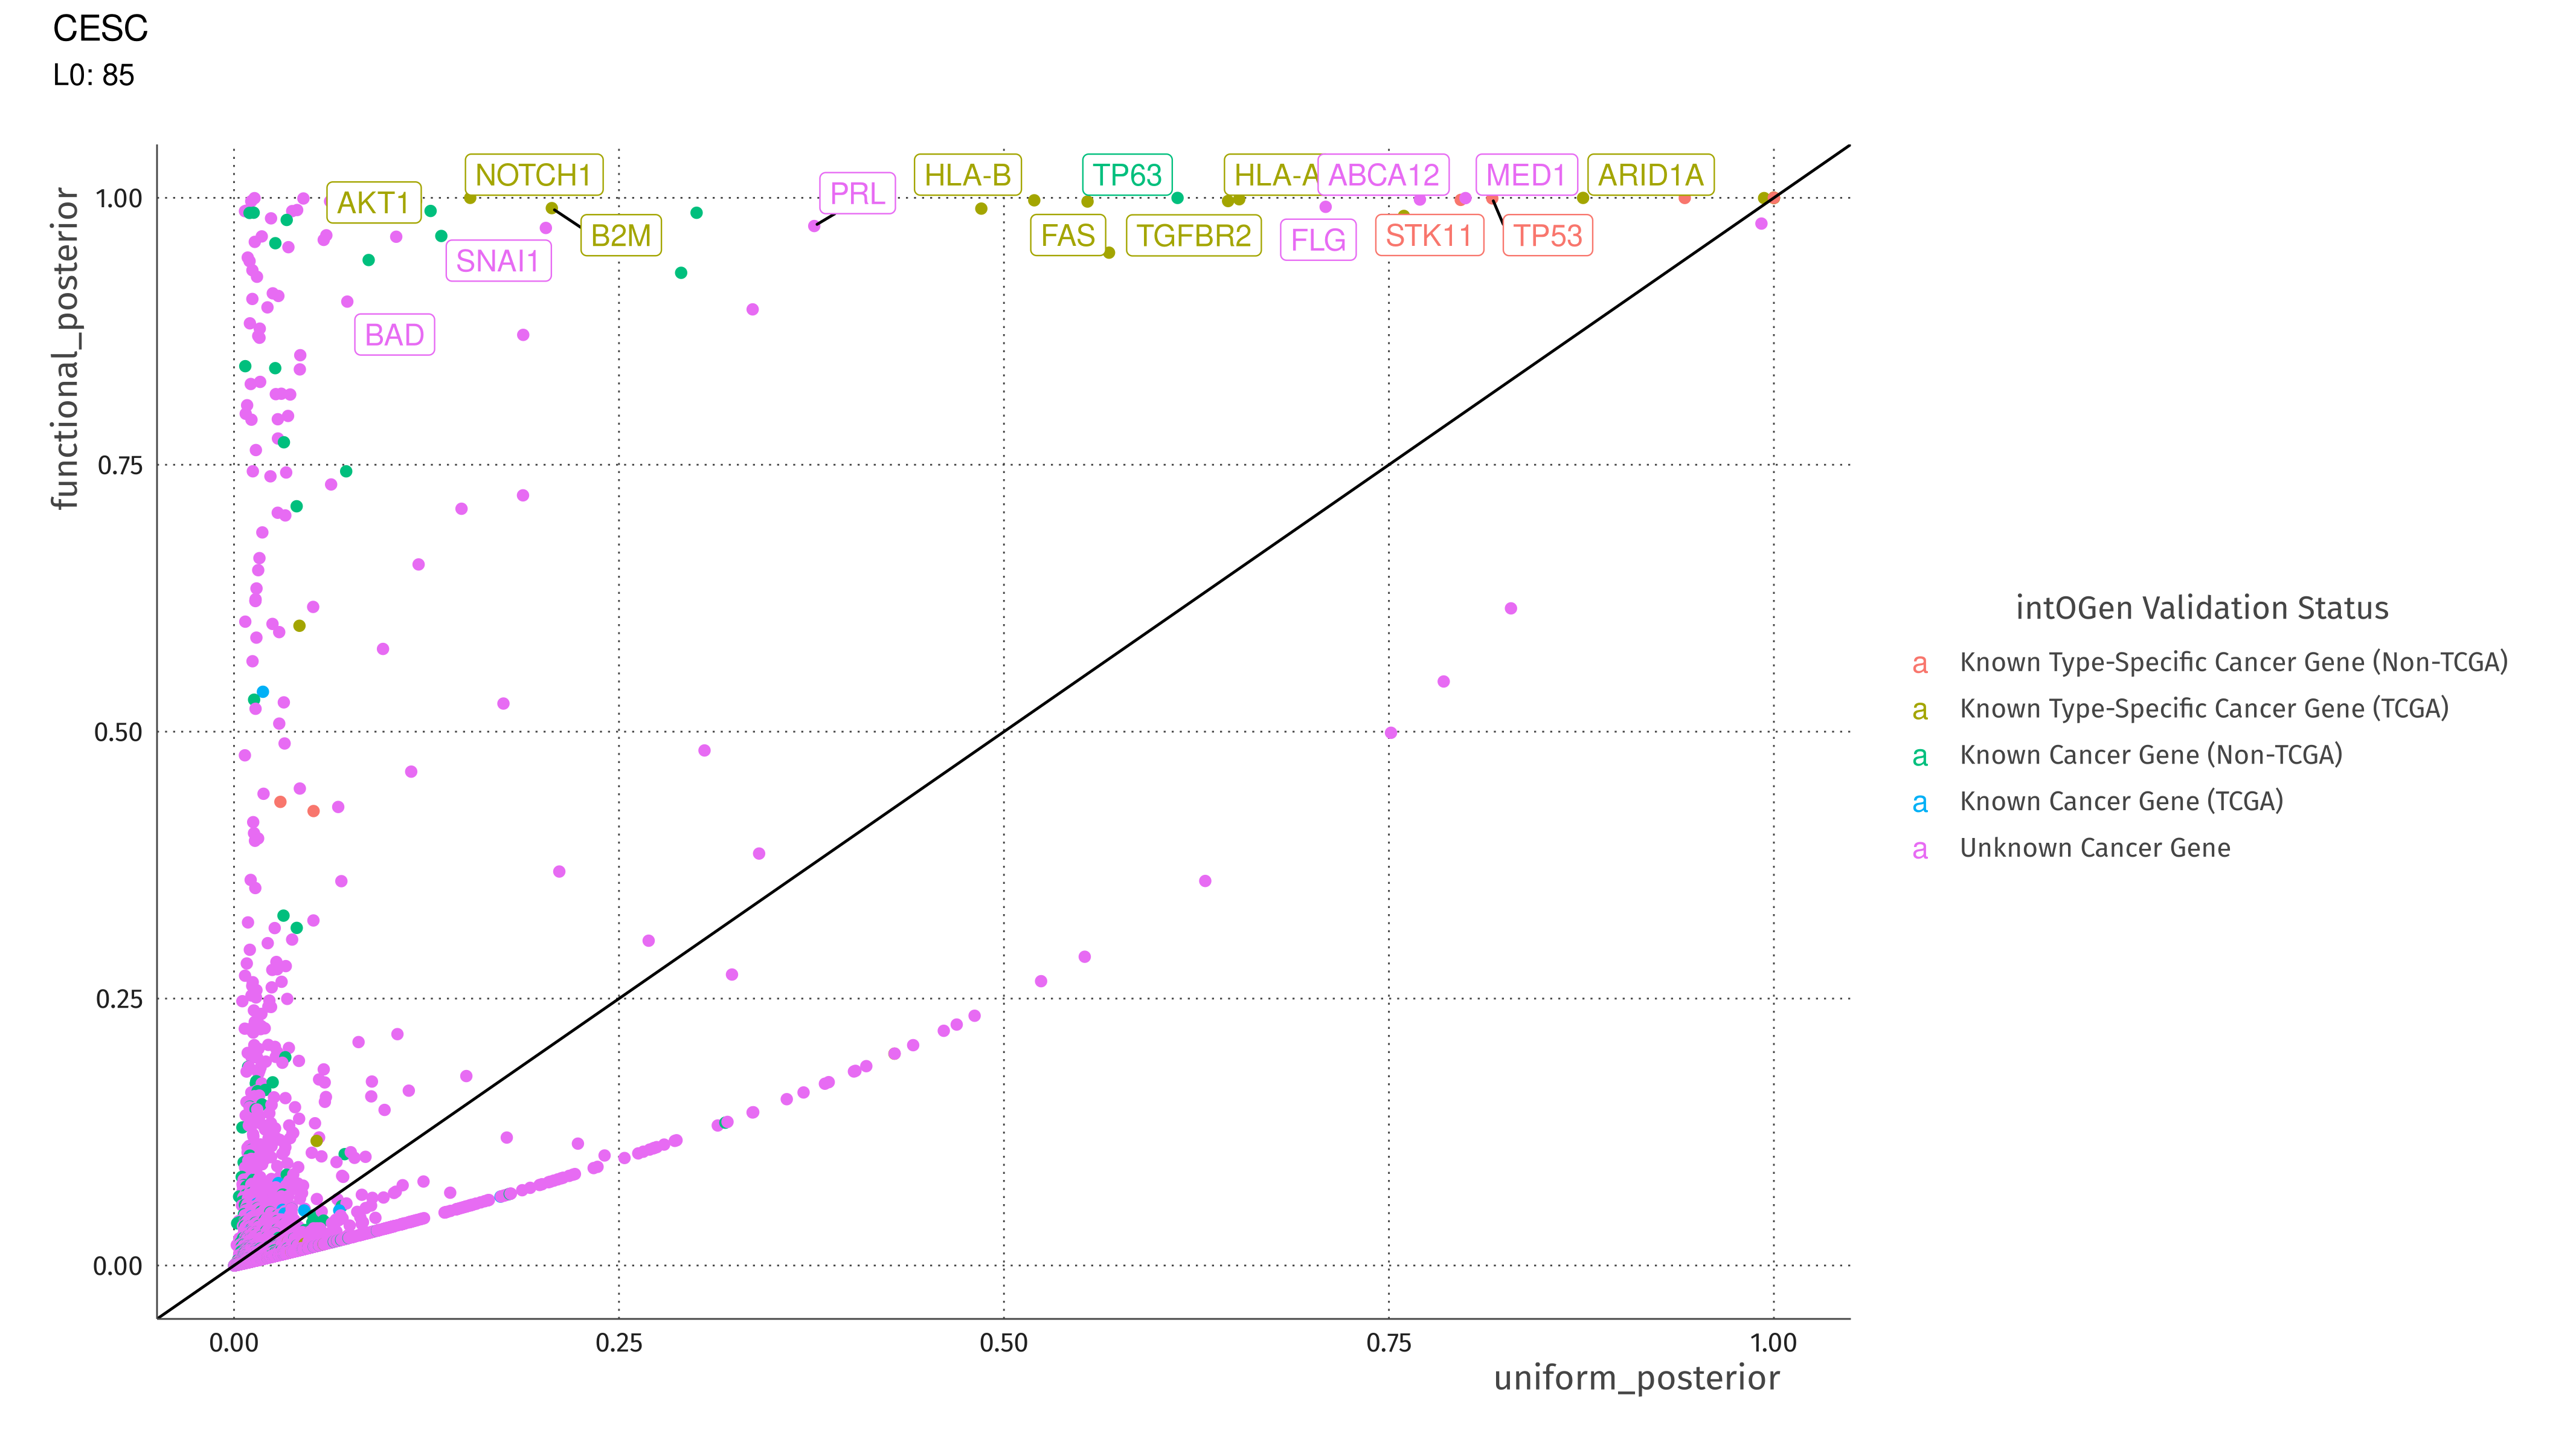 CESC
L0: 85
functional_posterior
1.00
0.75
0.50
0.25
0.00
AKT1
NOTCH1
B2M
SNAI1
BAD
PRL
HLA-B
FAS
TP63
TGFBR2
HLA-A
ABCA12
FLG
STK11
MED1
TP53
ARID1A
0.00
0.25
0.50
0.75
1.00
uniform_posterior
intOGen Validation Status
a Known Type-Specific Cancer Gene (Non-TCGA)
a Known Type-Specific Cancer Gene (TCGA)
a Known Cancer Gene (Non-TCGA)
a Known Cancer Gene (TCGA)
a Unknown Cancer Gene